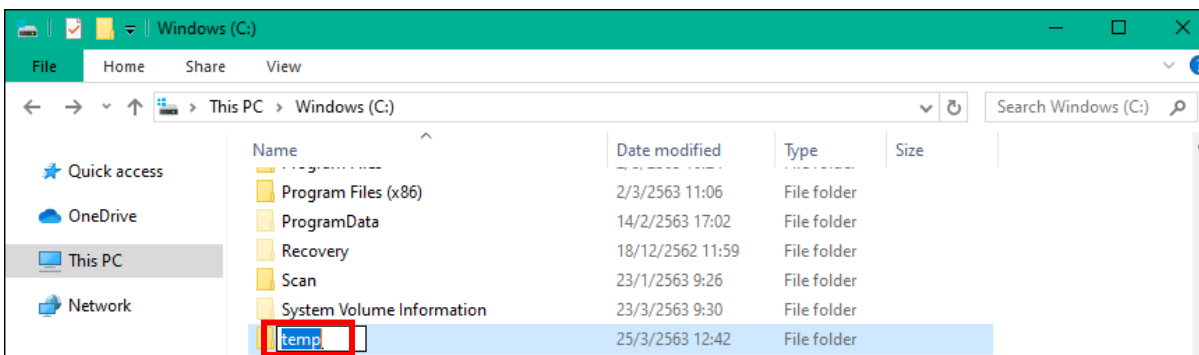 Windows (C:)
File Home Share View
This PC > Windows (C:) Search Windows (C:)
Name Date modified Type Size
Quick access
Program Files (x86) 2/3/2563 11:06 File folder
OneDrive
ProgramData 14/2/2563 17:02 File folder
This PC
Recovery 18/12/2562 11:59 File folder
Scan 23/1/2563 9:26 File folder
Network
System Volume Information 23/3/2563 9:30 File folder
temp 25/3/2563 12:42 File folder